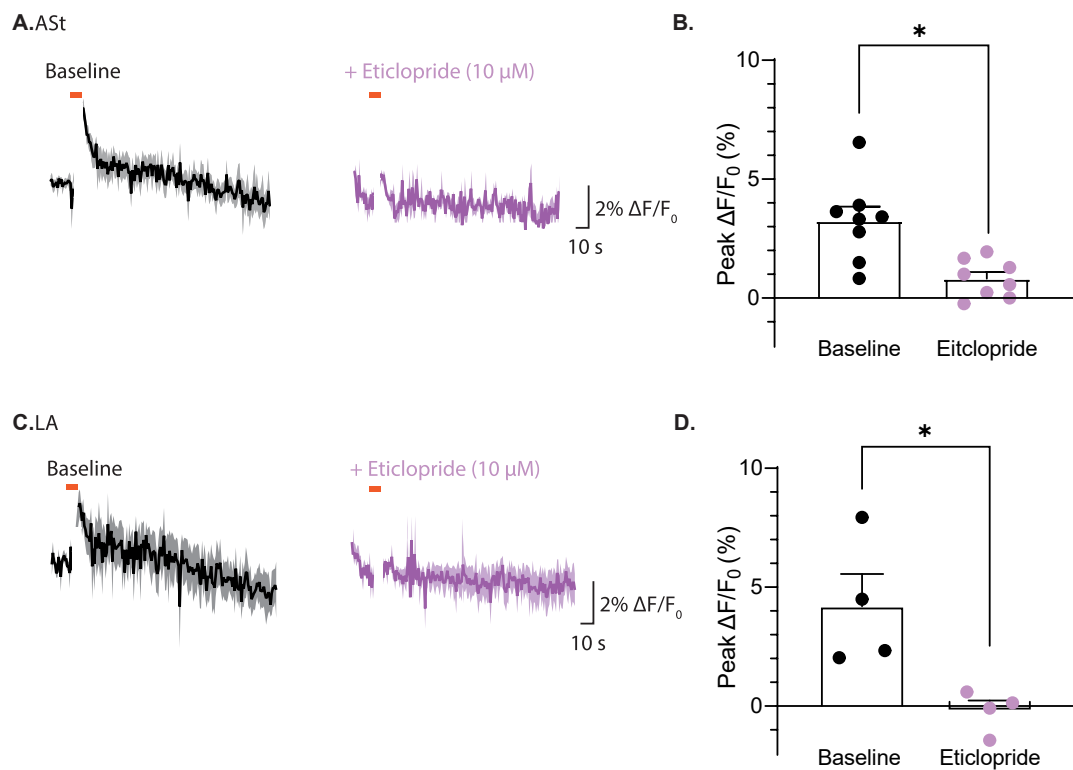 A.ASt
Baseline
+ Eticlopride (10 μM)
2% ΔF/F0
10 s
B.
*
10
5
0
Peak ΔF/F0 (%)
Baseline
Eitclopride
C.LA
Baseline
+ Eticlopride (10 μM)
2% ΔF/F0
10 s
D.
*
10
5
0
Peak ΔF/F0 (%)
Baseline
Eticlopride